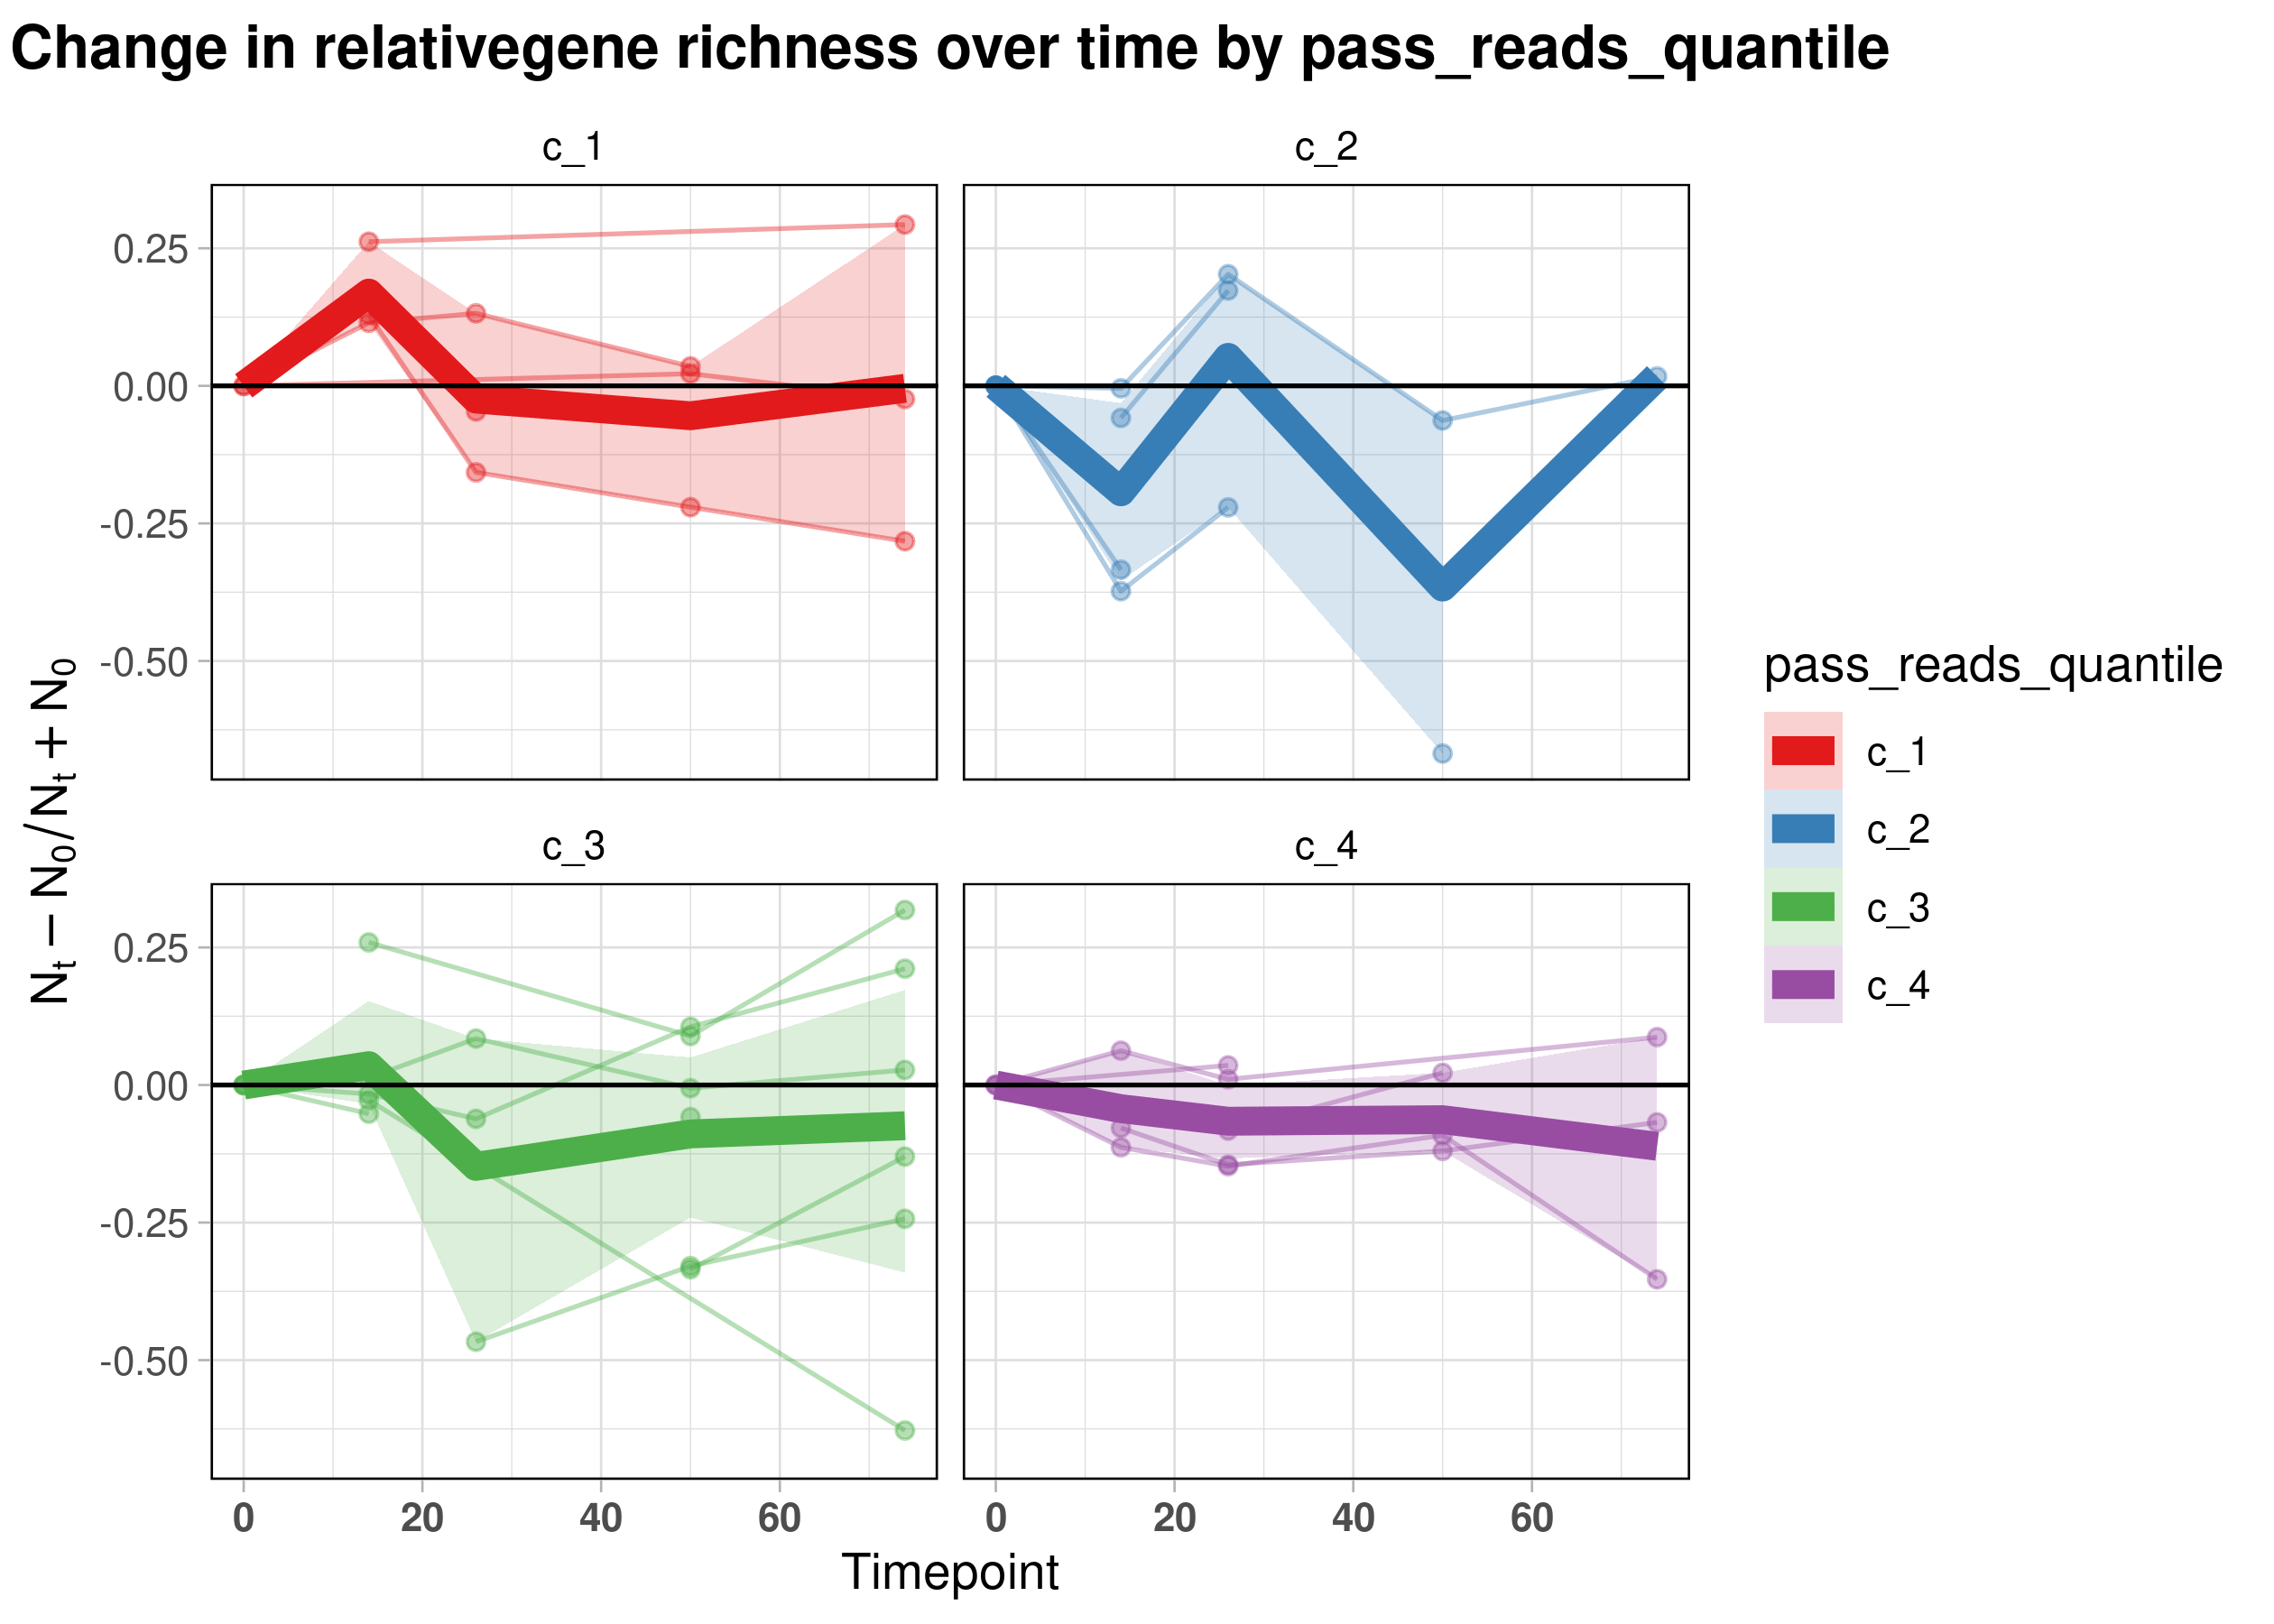 Change in relativegene richness over time by pass_reads_quantile
c_1
c_2
0.25
0.00
-0.25
-0.50
c_3
c_4
0.25
0.00
-0.25
-0.50
0 20 40 60
0 20 40 60
Timepoint
Nₜ − N₀/Nₜ + N₀
pass_reads_quantile
c_1
c_2
c_3
c_4